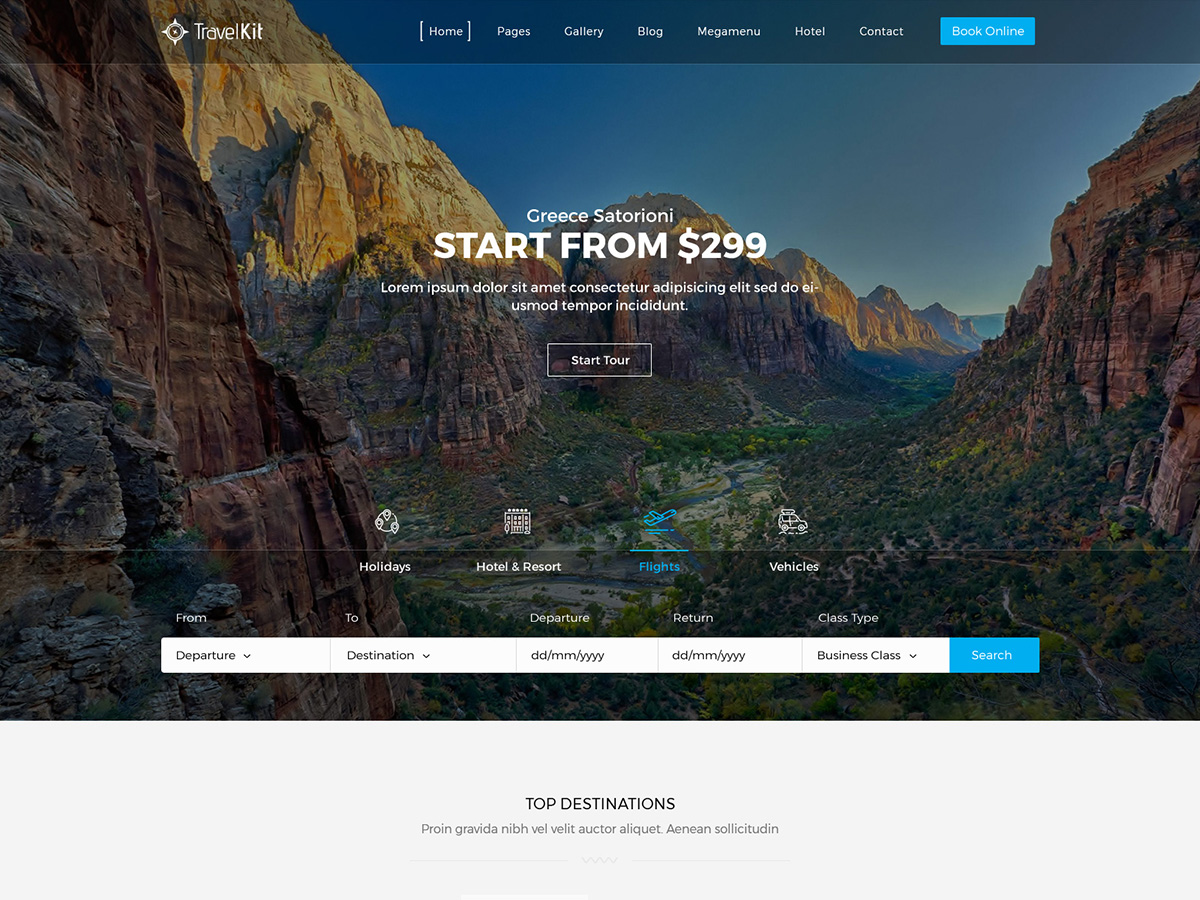 TravelKit
[ Home ] Pages Gallery Blog Megamenu Hotel Contact Book Online
Greece Satorioni
START FROM $299
Lorem ipsum dolor sit amet consectetur adipisicing elit sed do ei-
usmod tempor incididunt.
Start Tour
Holidays Hotel & Resort Flights Vehicles
From To Departure Return Class Type
Departure Destination dd/mm/yyyy dd/mm/yyyy Business Class Search
TOP DESTINATIONS
Proin gravida nibh vel velit auctor aliquet. Aenean sollicitudin